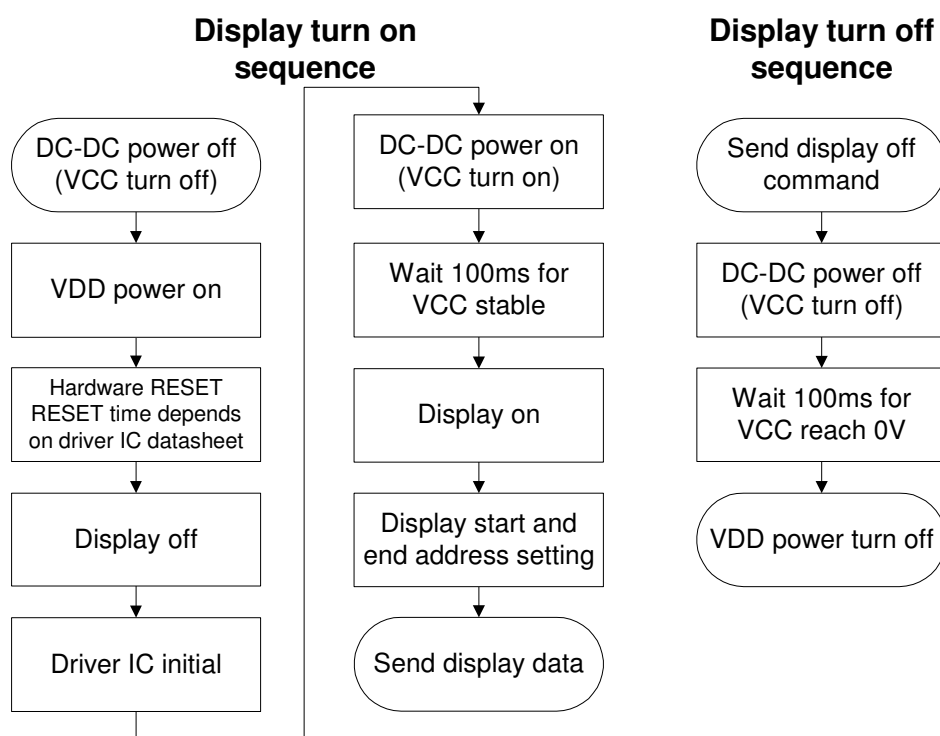 Display turn on
sequence
DC-DC power off
(VCC turn off)
VDD power on
Hardware RESET
RESET time depends
on driver IC datasheet
Display off
Driver IC initial
DC-DC power on
(VCC turn on)
Wait 100ms for
VCC stable
Display on
Display start and
end address setting
Send display data
Display turn off
sequence
Send display off
command
DC-DC power off
(VCC turn off)
Wait 100ms for
VCC reach 0V
VDD power turn off